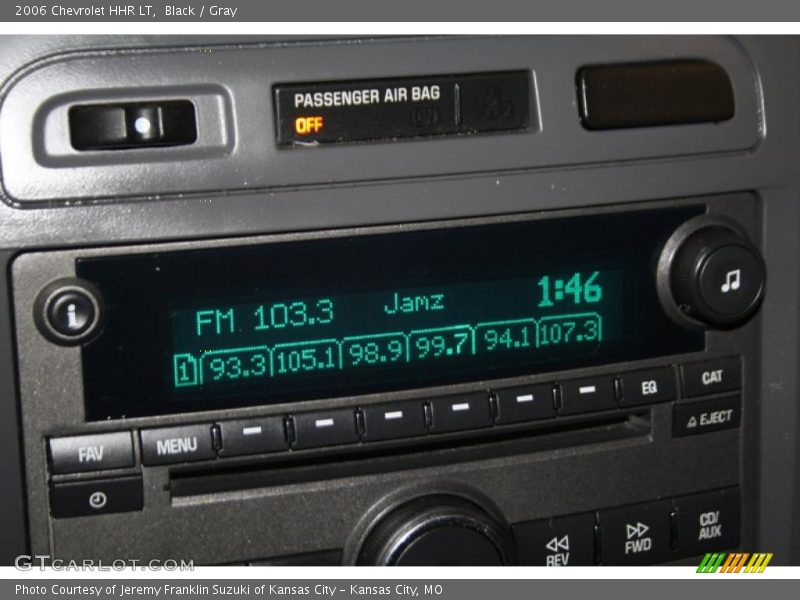 2006 Chevrolet HHR LT, Black / Gray
PASSENGER AIR BAG
OFF ON
i
FM 103.3 Jamz 1:46
1 93.3 105.1 98.9 99.7 94.1 107.3
FAV MENU EQ CAT
EJECT
REV FWD CD/AUX
GTcarlot.com
Photo Courtesy of Jeremy Franklin Suzuki of Kansas City – Kansas City, MO